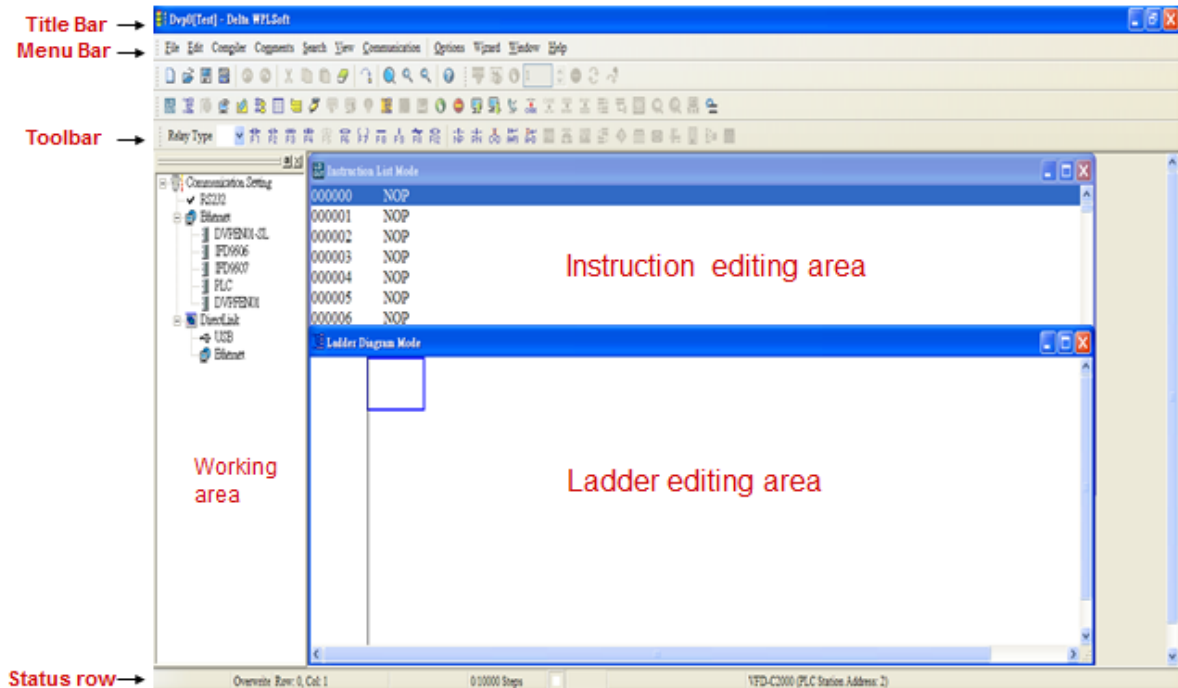 Title Bar
Dvp0[Test] - Delta WPLSoft
Menu Bar
File Edit Compiler Comments Search View Communication Options Wizard Window Help
Toolbar
Relay Type
Communication Setting
RS232
Ethernet
DVPEN01-SL
IFD9506
IFD9507
PLC
DVPFEN01
DirectLink
USB
Ethernet
Working
area
Instruction List Mode
000000 NOP
000001 NOP
000002 NOP
000003 NOP
000004 NOP
000005 NOP
000006 NOP
Instruction editing area
Ladder Diagram Mode
Ladder editing area
Status row
Overwrite Row: 0, Col: 1
0/10000 Steps
VFD-C2000 (PLC Station Address: 2)